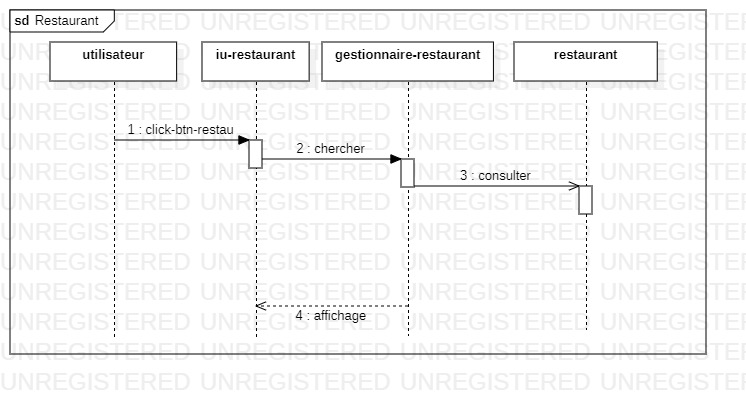 sd Restaurant
utilisateur
iu-restaurant
gestionnaire-restaurant
restaurant
1 : click-btn-restau
2 : chercher
3 : consulter
4 : affichage
UNREGISTERED UNREGISTERED UNREGISTERED UNREGISTERED